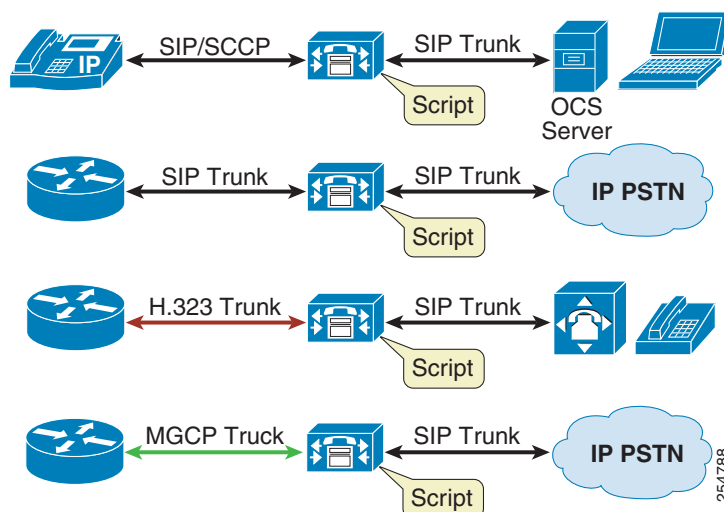 IP
SIP/SCCP
SIP Trunk
Script
OCS
Server
SIP Trunk
SIP Trunk
IP PSTN
Script
H.323 Trunk
SIP Trunk
Script
MGCP Truck
SIP Trunk
IP PSTN
Script
254788